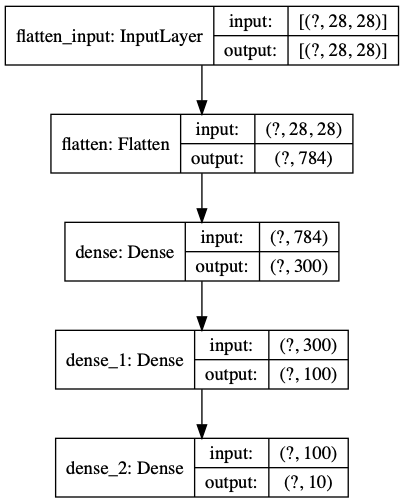 flatten_input: InputLayer
input: [(?, 28, 28)]
output: [(?, 28, 28)]
flatten: Flatten
input: (?, 28, 28)
output: (?, 784)
dense: Dense
input: (?, 784)
output: (?, 300)
dense_1: Dense
input: (?, 300)
output: (?, 100)
dense_2: Dense
input: (?, 100)
output: (?, 10)